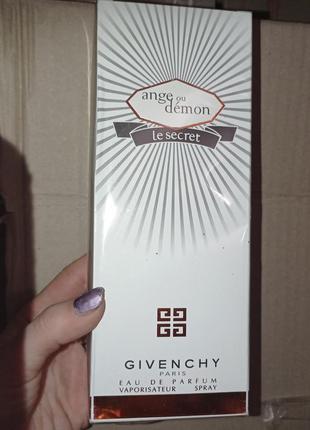 ange ou
démon
le secret
GIVENCHY
PARIS
EAU DE PARFUM
VAPORISATEUR SPRAY